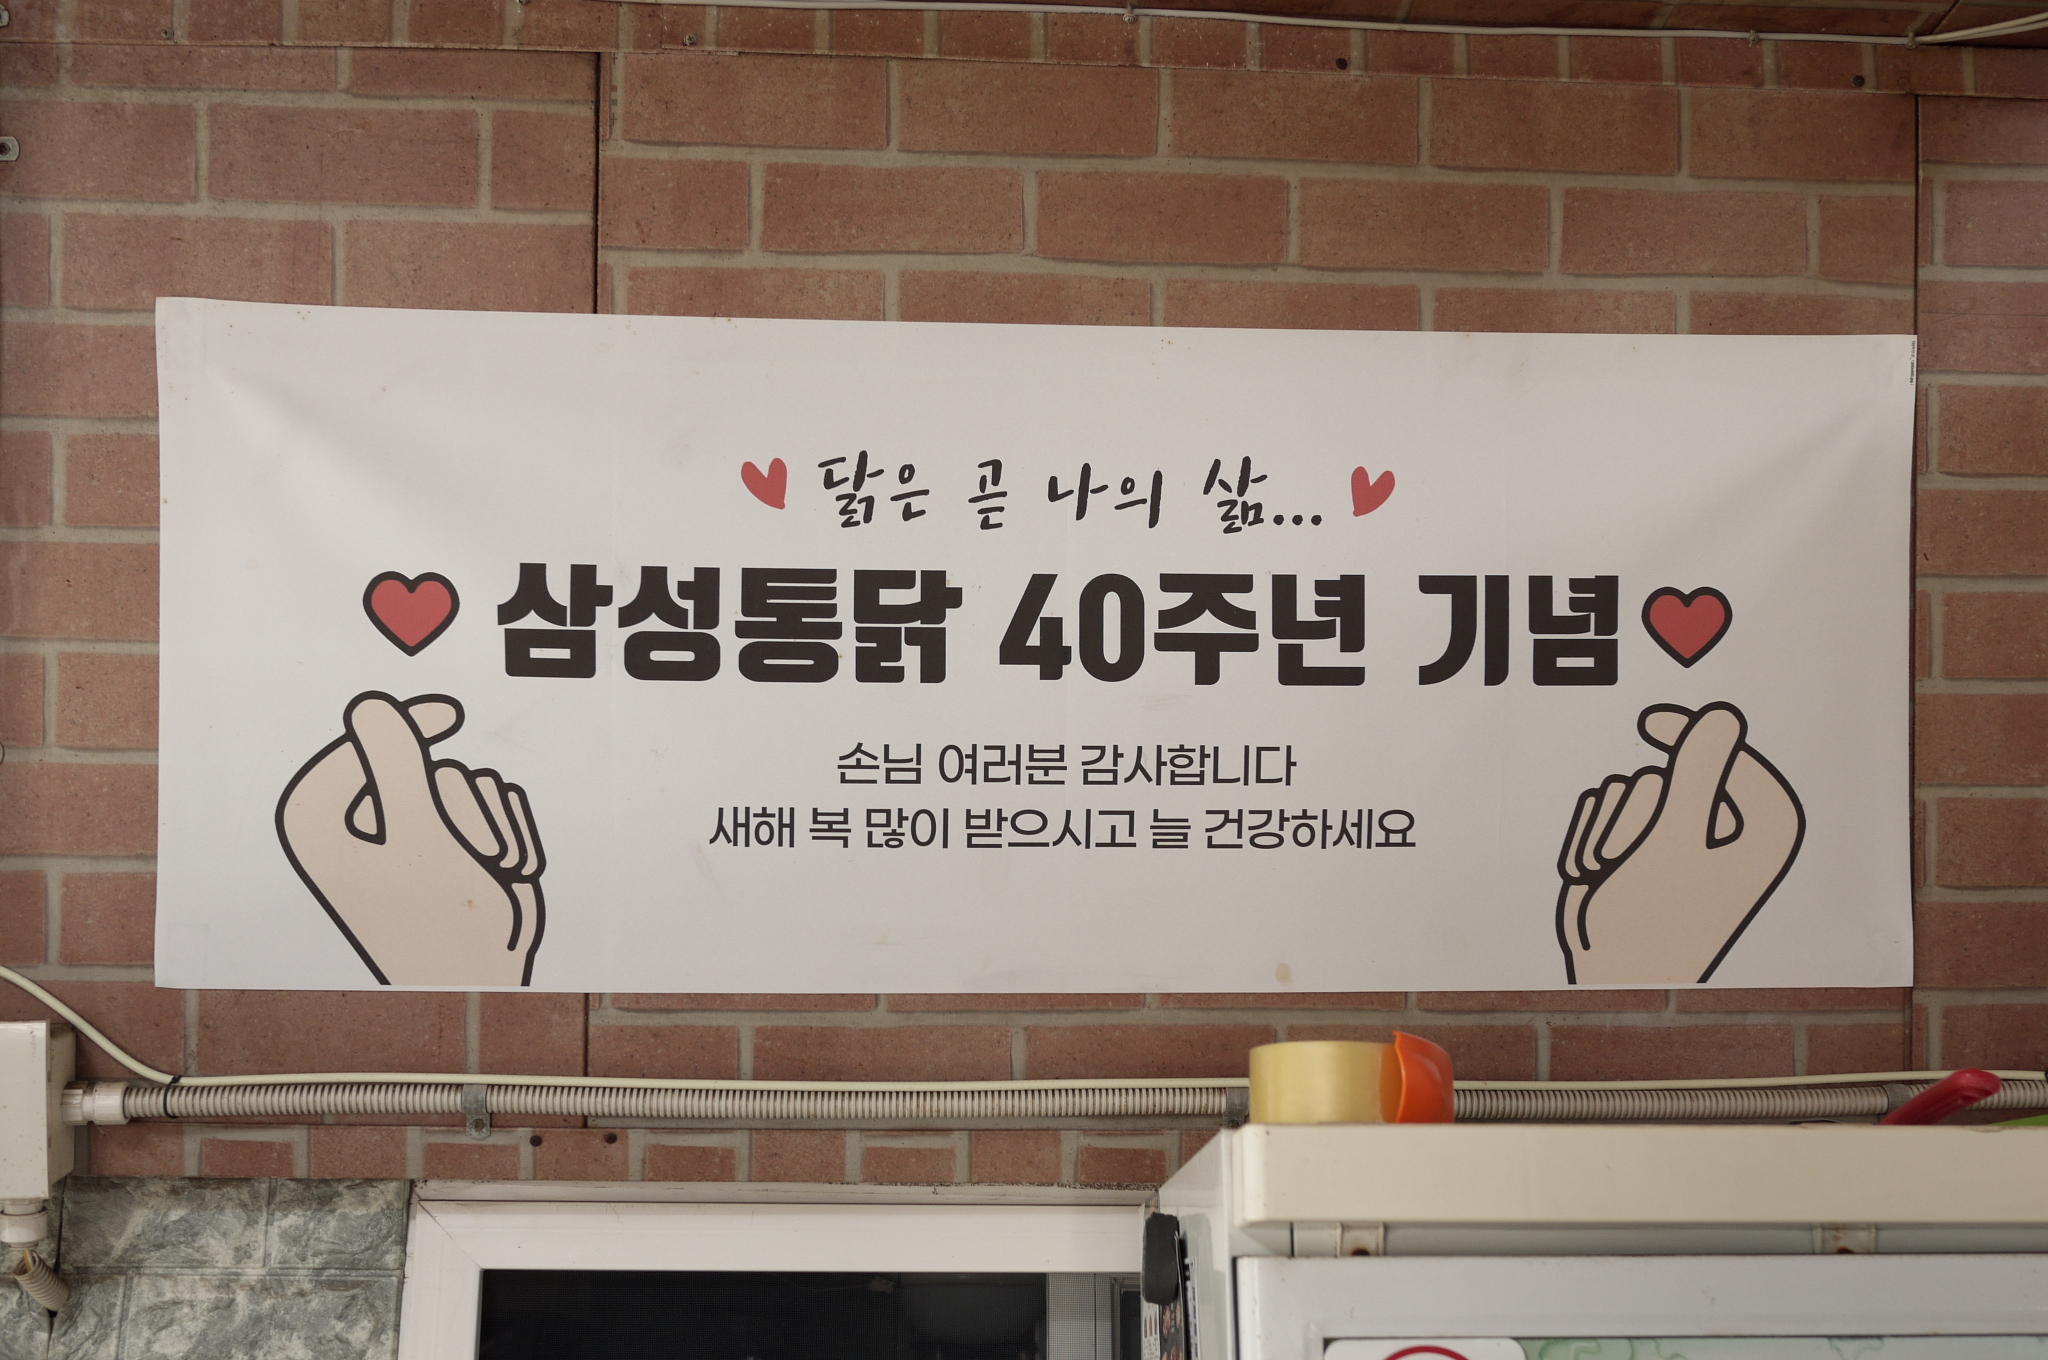 닭은 곧 나의 삶...
삼성통닭 40주년 기념
손님 여러분 감사합니다
새해 복 많이 받으시고 늘 건강하세요